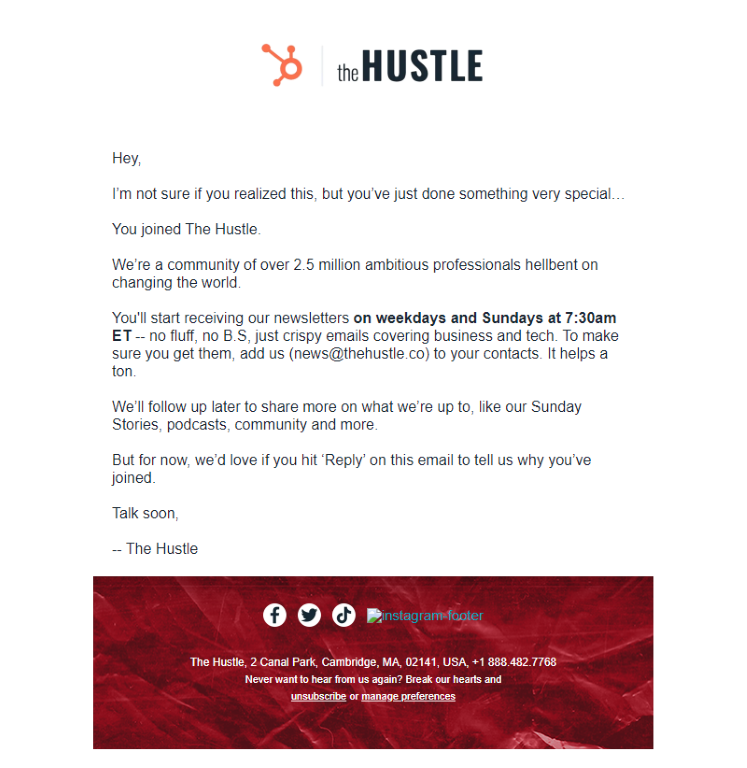 the HUSTLE
Hey,
I’m not sure if you realized this, but you’ve just done something very special…
You joined The Hustle.
We’re a community of over 2.5 million ambitious professionals hellbent on
changing the world.
You'll start receiving our newsletters on weekdays and Sundays at 7:30am
ET -- no fluff, no B.S, just crispy emails covering business and tech. To make
sure you get them, add us (news@thehustle.co) to your contacts. It helps a
ton.
We’ll follow up later to share more on what we’re up to, like our Sunday
Stories, podcasts, community and more.
But for now, we’d love if you hit ‘Reply’ on this email to tell us why you’ve
joined.
Talk soon,
-- The Hustle
instagram-footer
The Hustle, 2 Canal Park, Cambridge, MA, 02141, USA, +1 888.482.7768
Never want to hear from us again? Break our hearts and
unsubscribe or manage preferences